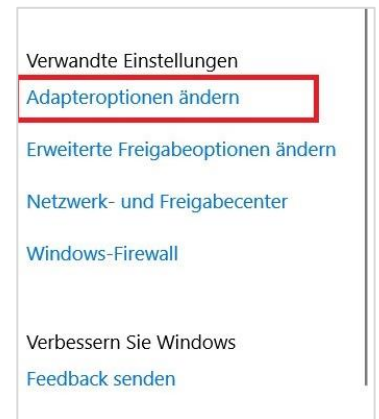 Verwandte Einstellungen
Adapteroptionen ändern
Erweiterte Freigabeoptionen ändern
Netzwerk- und Freigabecenter
Windows-Firewall
Verbessern Sie Windows
Feedback senden